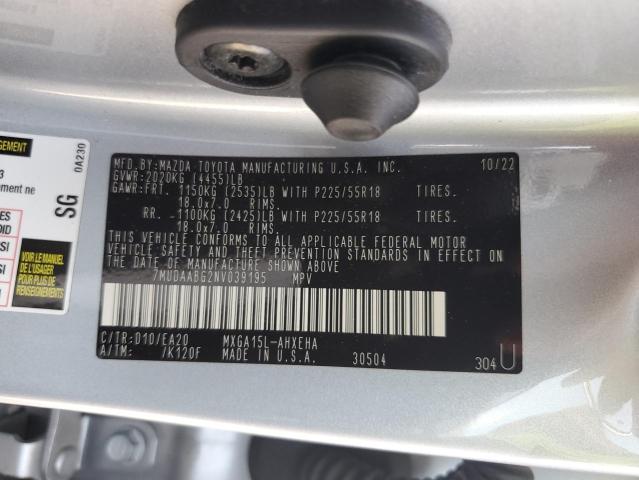 MFD.BY:MAZDA TOYOTA MANUFACTURING U.S.A. INC. 10/22
GVWR:2020KG (4455)LB
GAWR:FRT. 1150KG (2535)LB WITH P225/55R18 TIRES.
18.0x7.0 RIMS.
RR. 1100KG (2425)LB WITH P225/55R18 TIRES.
18.0x7.0 RIMS.
THIS VEHICLE CONFORMS TO ALL APPLICABLE FEDERAL MOTOR
VEHICLE SAFETY AND THEFT PREVENTION STANDARDS IN EFFECT ON
THE DATE OF MANUFACTURE SHOWN ABOVE.
7MUDAABG2NV039195 MPV
C/TR:D10/EA20 MXGA15L-AHXEHA
A/TM: /K120F MADE IN U.S.A. 30504 304U
0A230
SG
VOIR LE MANUEL
POUR PLUS DE
RENSEIGNEMENTS